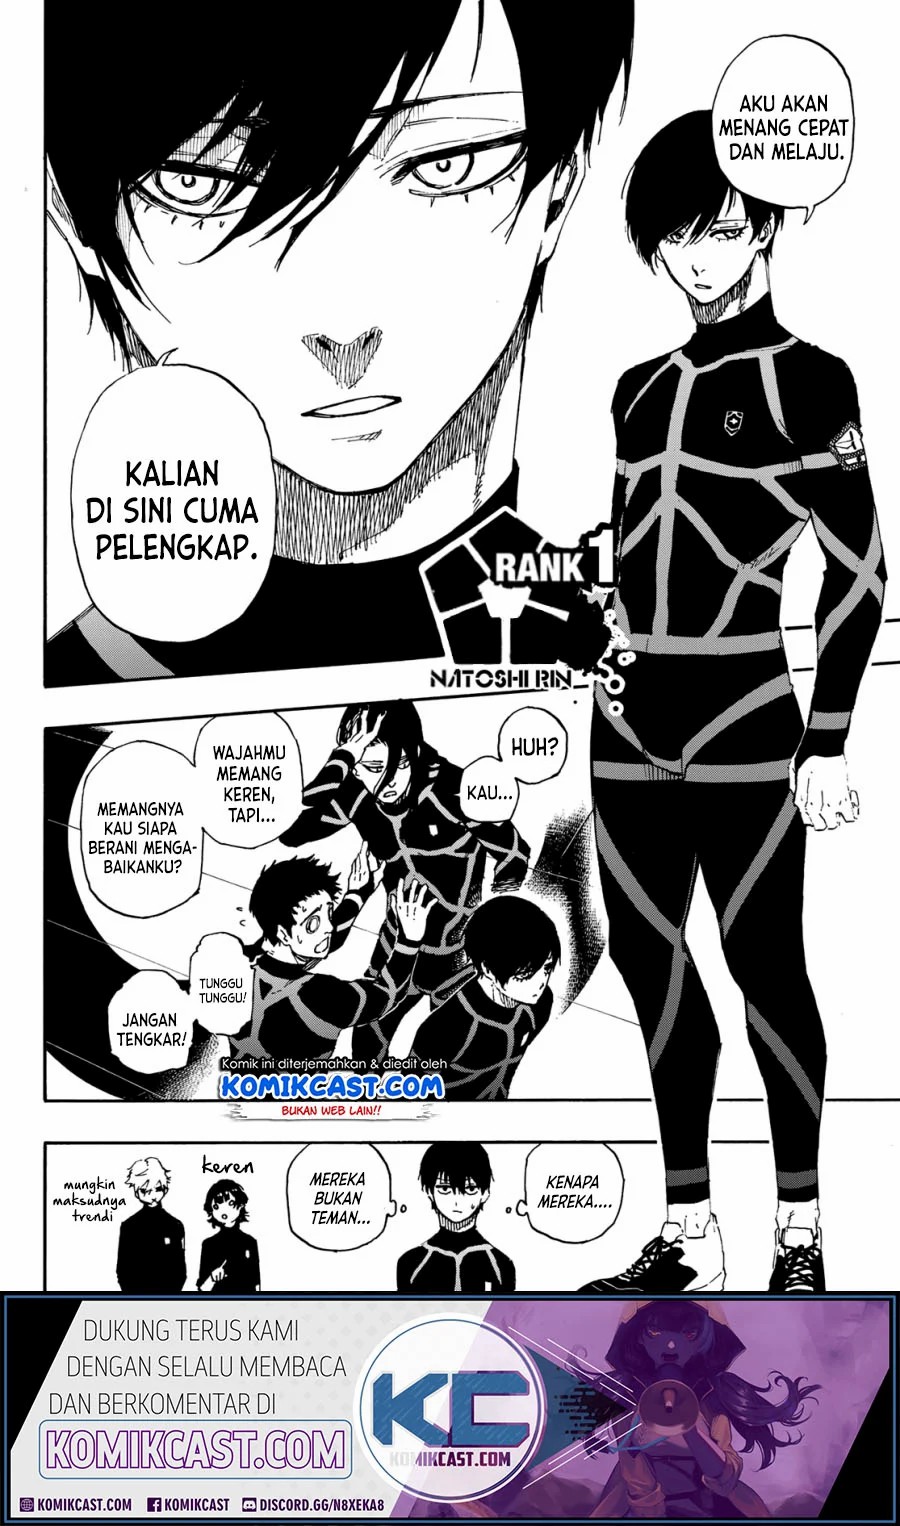 AKU AKAN
MENANG CEPAT
DAN MELAJU.
KALIAN
DI SINI CUMA
PELENGKAP.
RANK 1
NATOSHI RIN
HUH?
KAU...
WAJAHMU
MEMANG
KEREN,
TAPI...
MEMANGNYA
KAU SIAPA
BERANI MENGA-
BAIKANKU?
TUNGGU
TUNGGU!
JANGAN
TENGKAR!
Komik ini diterjemahkan & diedit oleh
KOMIKCAST.COM
BUKAN WEB LAIN!!
KENAPA
MEREKA....
MEREKA
BUKAN
TEMAN...
keren
mungkin
maksudnya
trendi
DUKUNG TERUS KAMI
DENGAN SELALU MEMBACA
DAN BERKOMENTAR DI
KOMIKCAST.COM
KC
KOMIKCAST.COM
KOMIKCAST.COM KOMIKCAST DISCORD.GG/N8XEKA8